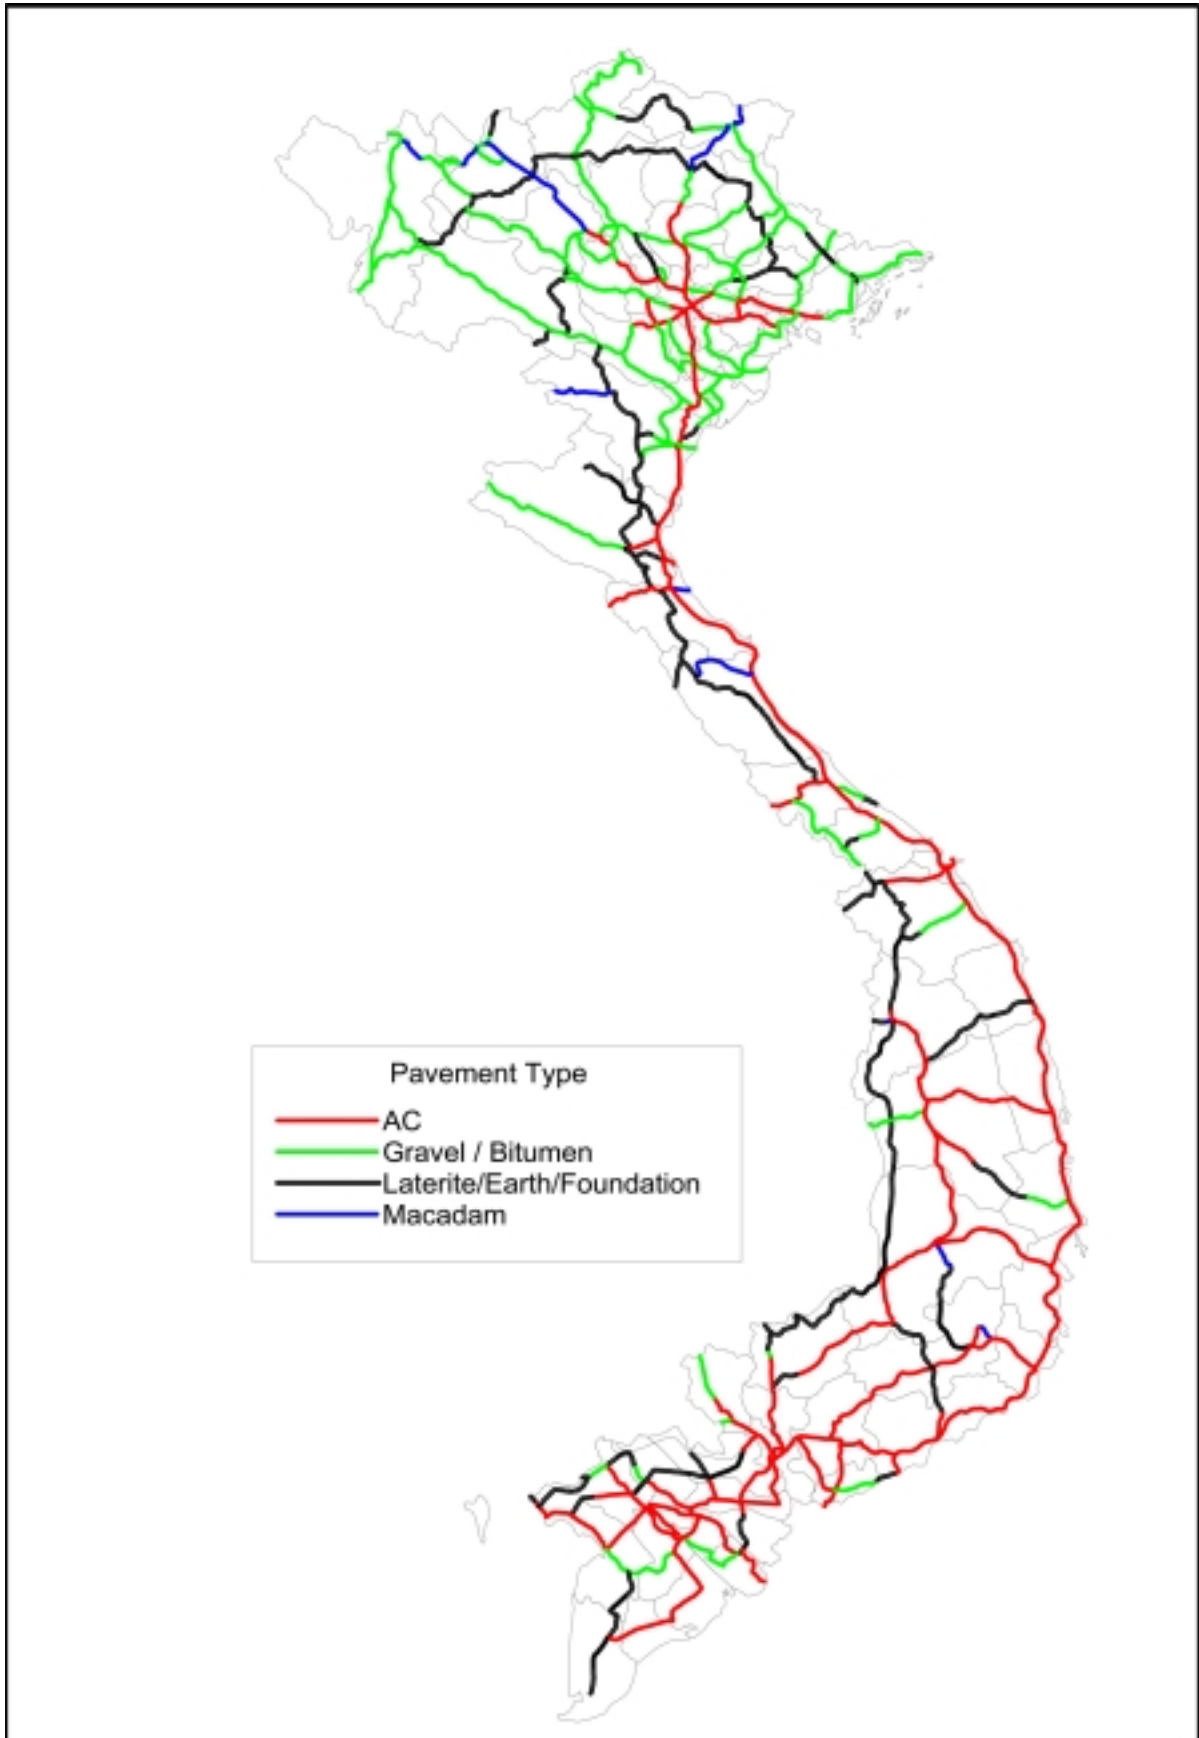 Pavement Type
AC
Gravel / Bitumen
Laterite/Earth/Foundation
Macadam